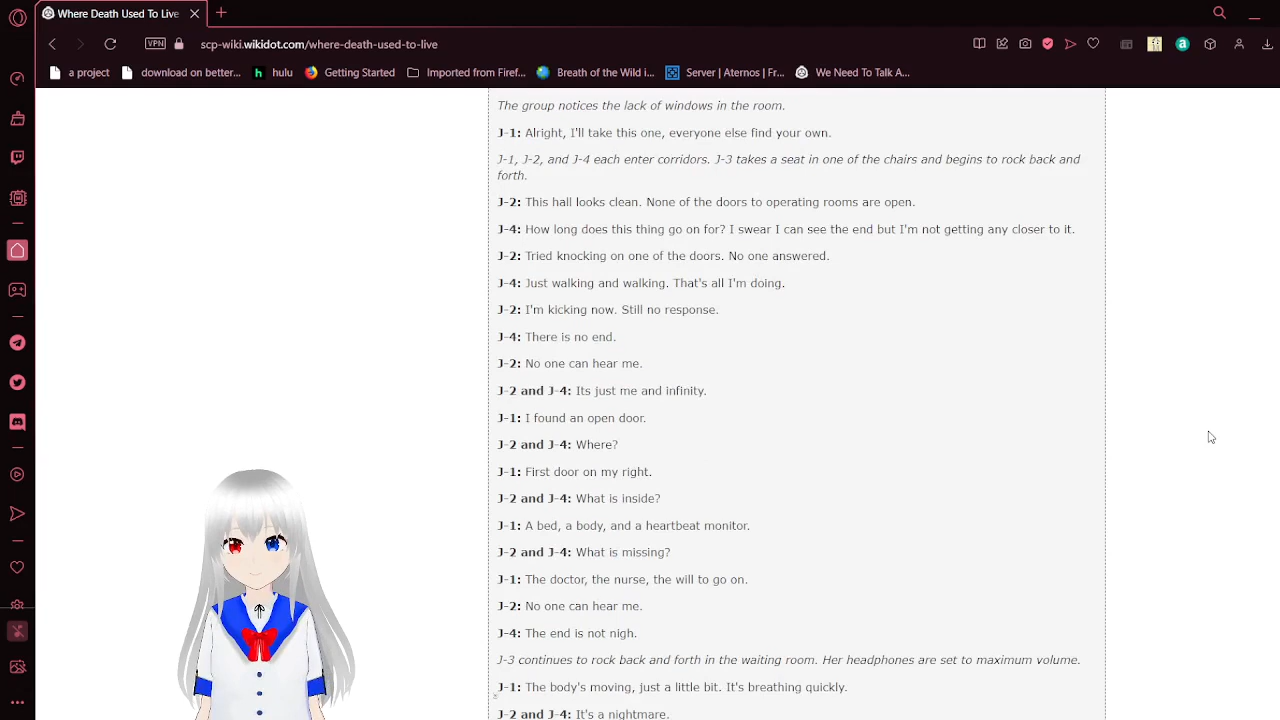 Where Death Used To Live
VPN
scp-wiki.wikidot.com/where-death-used-to-live
a project
download on better...
hulu
Getting Started
Imported from Firef...
Breath of the Wild i...
Server | Aternos | Fr...
We Need To Talk A...
The group notices the lack of windows in the room.
J-1: Alright, I'll take this one, everyone else find your own.
J-1, J-2, and J-4 each enter corridors. J-3 takes a seat in one of the chairs and begins to rock back and
forth.
J-2: This hall looks clean. None of the doors to operating rooms are open.
J-4: How long does this thing go on for? I swear I can see the end but I'm not getting any closer to it.
J-2: Tried knocking on one of the doors. No one answered.
J-4: Just walking and walking. That's all I'm doing.
J-2: I'm kicking now. Still no response.
J-4: There is no end.
J-2: No one can hear me.
J-2 and J-4: Its just me and infinity.
J-1: I found an open door.
J-2 and J-4: Where?
J-1: First door on my right.
J-2 and J-4: What is inside?
J-1: A bed, a body, and a heartbeat monitor.
J-2 and J-4: What is missing?
J-1: The doctor, the nurse, the will to go on.
J-2: No one can hear me.
J-4: The end is not nigh.
J-3 continues to rock back and forth in the waiting room. Her headphones are set to maximum volume.
J-1: The body's moving, just a little bit. It's breathing quickly.
J-2 and J-4: It's a nightmare.